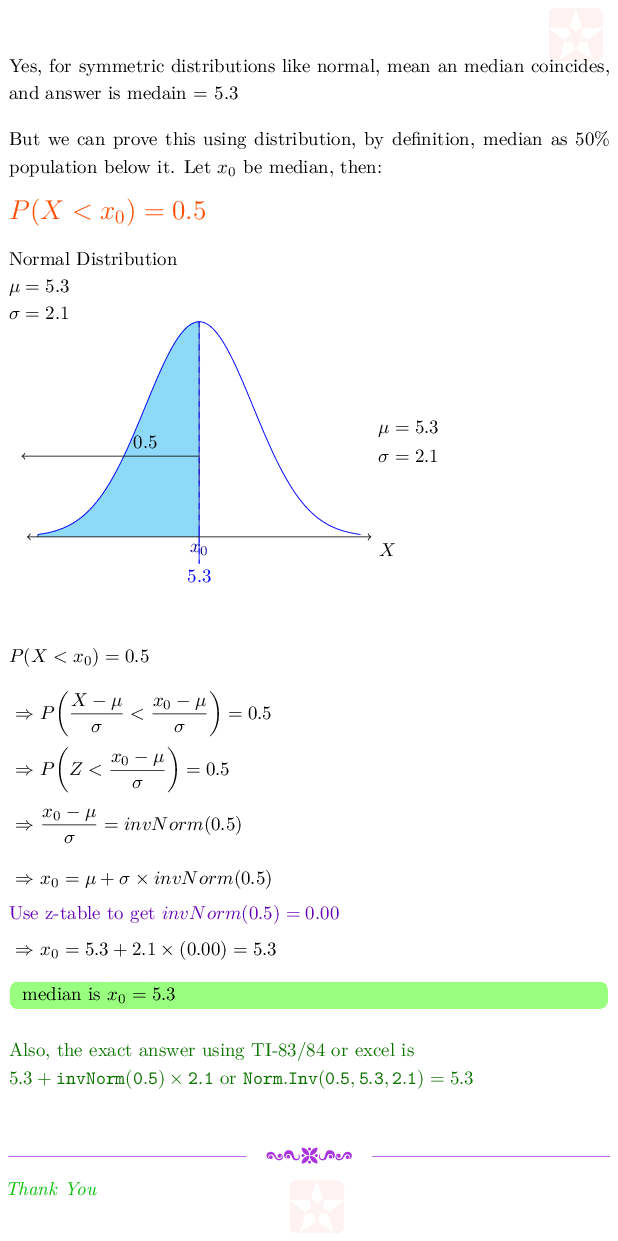 Yes, for symmetric distributions like normal, mean an median coincides,
and answer is medain = 5.3
But we can prove this using distribution, by definition, median as 50%
population below it. Let x₀ be median, then:
P(X < x₀) = 0.5
Normal Distribution
μ = 5.3
σ = 2.1
0.5
μ = 5.3
σ = 2.1
x₀
X
5.3
P(X < x₀) = 0.5
⇒ P((X − μ)/σ < (x₀ − μ)/σ) = 0.5
⇒ P(Z < (x₀ − μ)/σ) = 0.5
⇒ (x₀ − μ)/σ = invNorm(0.5)
⇒ x₀ = μ + σ × invNorm(0.5)
Use z-table to get invNorm(0.5) = 0.00
⇒ x₀ = 5.3 + 2.1 × (0.00) = 5.3
median is x₀ = 5.3
Also, the exact answer using TI-83/84 or excel is
5.3 + invNorm(0.5) × 2.1 or Norm.Inv(0.5, 5.3, 2.1) = 5.3
Thank You